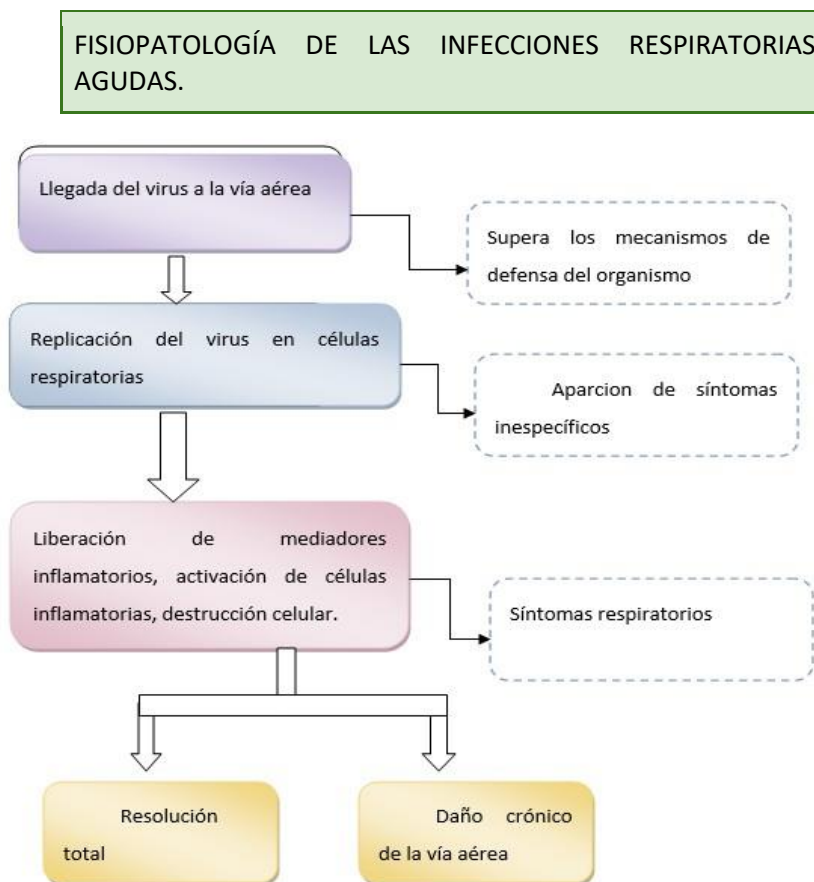 FISIOPATOLOGÍA DE LAS INFECCIONES RESPIRATORIAS
AGUDAS.
Llegada del virus a la vía aérea
Supera los mecanismos de
defensa del organismo
Replicación del virus en células
respiratorias
Aparcion de síntomas
inespecíficos
Liberación de mediadores
inflamatorios, activación de células
inflamatorias, destrucción celular.
Síntomas respiratorios
Resolución
total
Daño crónico
de la vía aérea